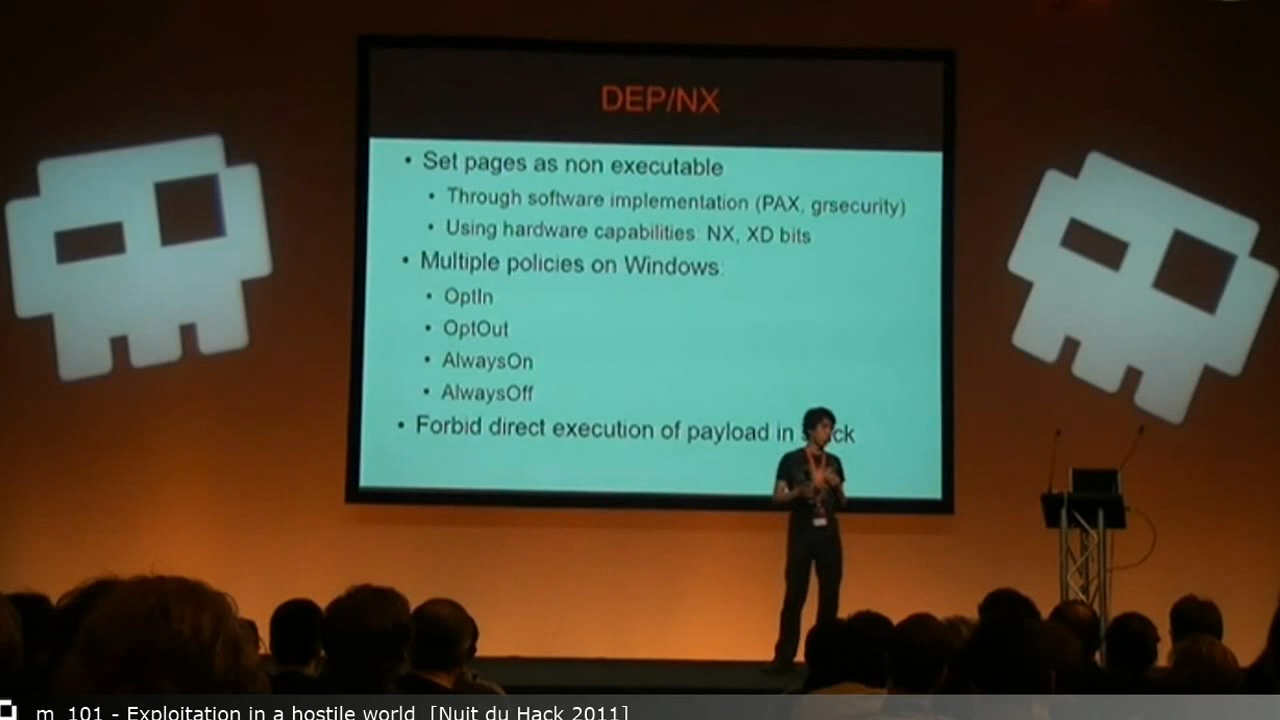 DEP/NX
• Set pages as non executable
• Through software implementation (PAX, grsecurity)
• Using hardware capabilities: NX, XD bits
• Multiple policies on Windows:
• OptIn
• OptOut
• AlwaysOn
• AlwaysOff
• Forbid direct execution of payload in
m_101 - Exploitation in a hostile world [Nuit du Hack 2011]